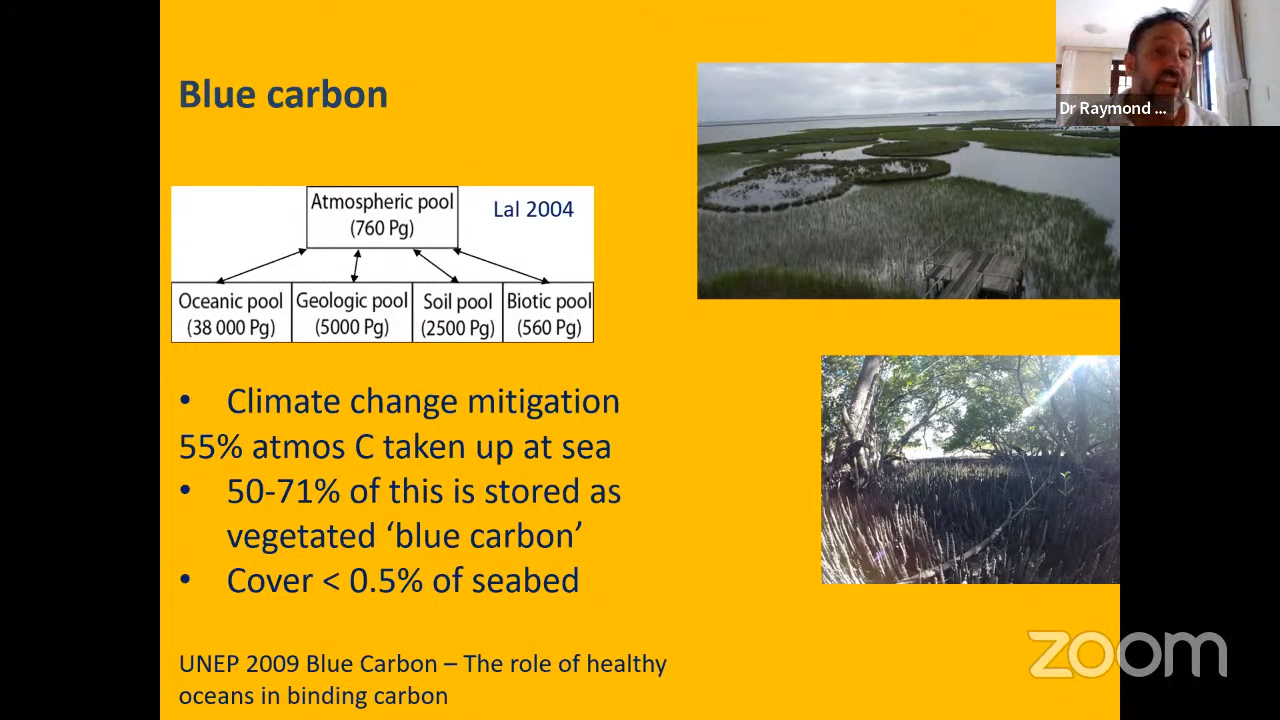 Blue carbon
Dr Raymond ...
Atmospheric pool
(760 Pg)
Lal 2004
Oceanic pool
(38 000 Pg)
Geologic pool
(5000 Pg)
Soil pool
(2500 Pg)
Biotic pool
(560 Pg)
• Climate change mitigation
55% atmos C taken up at sea
• 50-71% of this is stored as
vegetated ‘blue carbon’
• Cover < 0.5% of seabed
UNEP 2009 Blue Carbon – The role of healthy
oceans in binding carbon
zoom